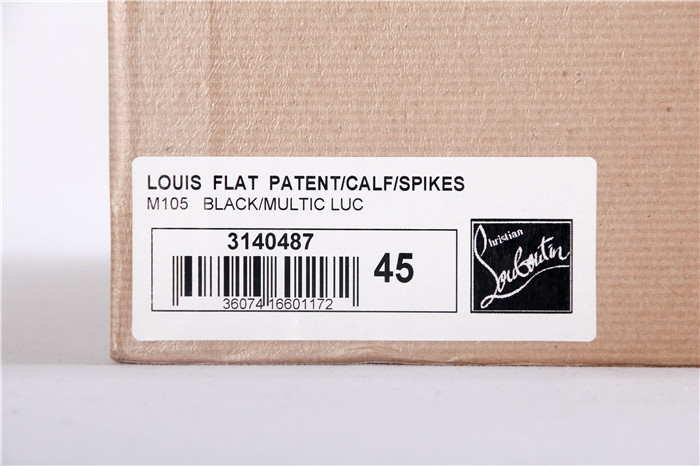 LOUIS FLAT PATENT/CALF/SPIKES
M105 BLACK/MULTIC LUC
3140487
36074 16601172
45
Christian
Louboutin